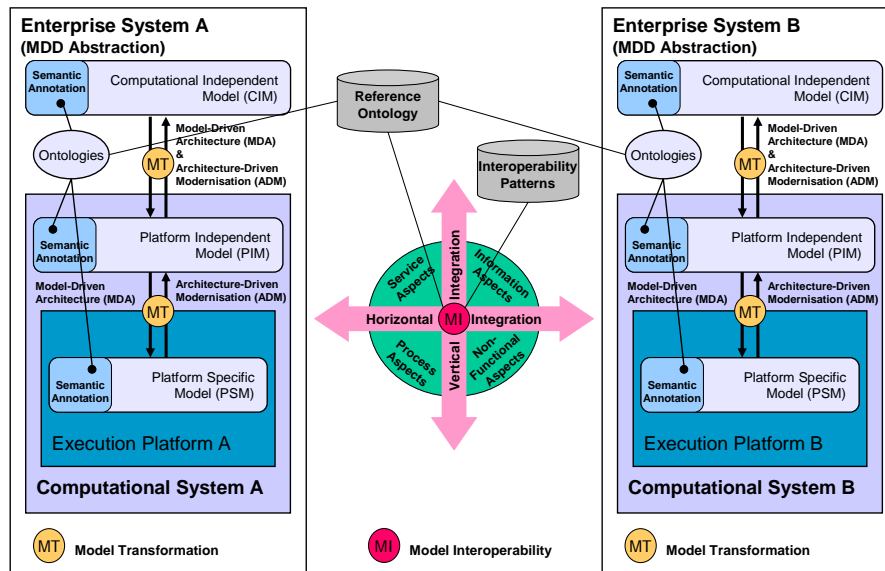 Enterprise System A
(MDD Abstraction)
Semantic
Annotation
Computational Independent
Model (CIM)
Ontologies
MT
Model-Driven
Architecture (MDA)
&
Architecture-Driven
Modernisation (ADM)
Semantic
Annotation
Platform Independent
Model (PIM)
Model-Driven
Architecture (MDA)
MT
Architecture-Driven
Modernisation (ADM)
Semantic
Annotation
Platform Specific
Model (PSM)
Execution Platform A
Computational System A
MT
Model Transformation
Reference
Ontology
Interoperability
Patterns
Service
Aspects
Information
Aspects
Process
Aspects
Non-
Functional
Aspects
Horizontal
MI
Integration
Vertical
Integration
MI
Model Interoperability
Enterprise System B
(MDD Abstraction)
Semantic
Annotation
Computational Independent
Model (CIM)
Ontologies
MT
Model-Driven
Architecture (MDA)
&
Architecture-Driven
Modernisation (ADM)
Semantic
Annotation
Platform Independent
Model (PIM)
Model-Driven
Architecture (MDA)
MT
Architecture-Driven
Modernisation (ADM)
Semantic
Annotation
Platform Specific
Model (PSM)
Execution Platform B
Computational System B
MT
Model Transformation